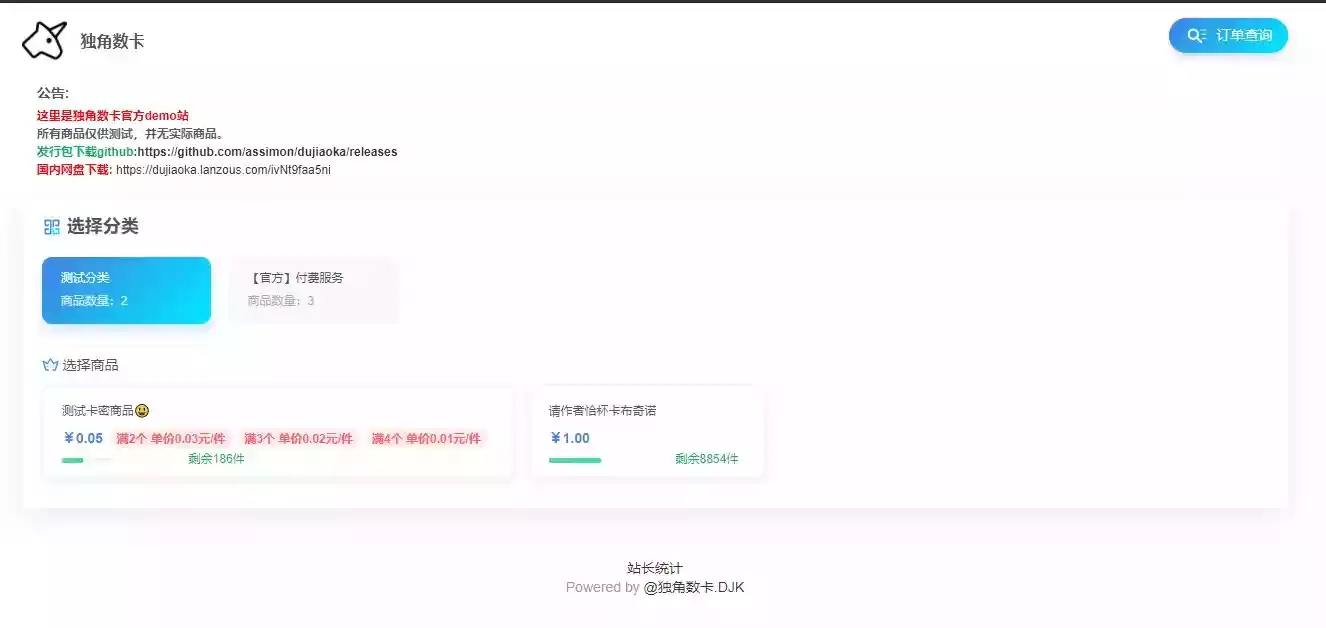 独角数卡
订单查询
公告:
这里是独角数卡官方demo站
所有商品仅供测试，并无实际商品。
发行包下载github:https://github.com/assimon/dujiaoka/releases
国内网盘下载: https://dujiaoka.lanzous.com/ivNt9faa5ni
选择分类
测试分类
商品数量：2
【官方】付费服务
商品数量：3
选择商品
测试卡密商品😀
￥0.05 满2个 单价0.03元/件 满3个 单价0.02元/件 满4个 单价0.01元/件
剩余186件
请作者恰杯卡布奇诺
￥1.00
剩余8854件
站长统计
Powered by @独角数卡.DJK